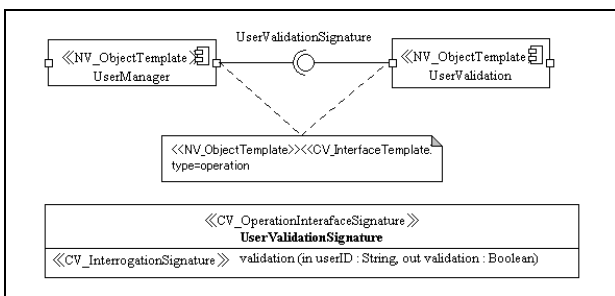 UserValidationSignature
≪NV_ObjectTemplate≫
UserManager
≪NV_ObjectTemplate
UserValidation
<<NV_ObjectTemplate>><<CV_InterfaceTemplate.
type=operation
≪CV_OperationInterafaceSignature≫
UserValidationSignature
≪CV_InterrogationSignature≫ validation (in userID : String, out validation : Boolean)